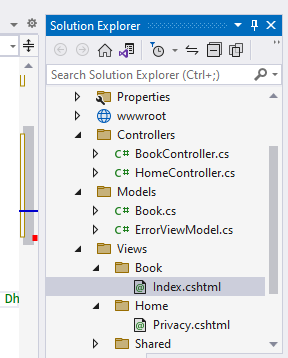 Solution Explorer
Search Solution Explorer (Ctrl+;)
Properties
wwwroot
Controllers
C# BookController.cs
C# HomeController.cs
Models
C# Book.cs
C# ErrorViewModel.cs
Views
Book
Index.cshtml
Home
Privacy.cshtml
Shared
Dh